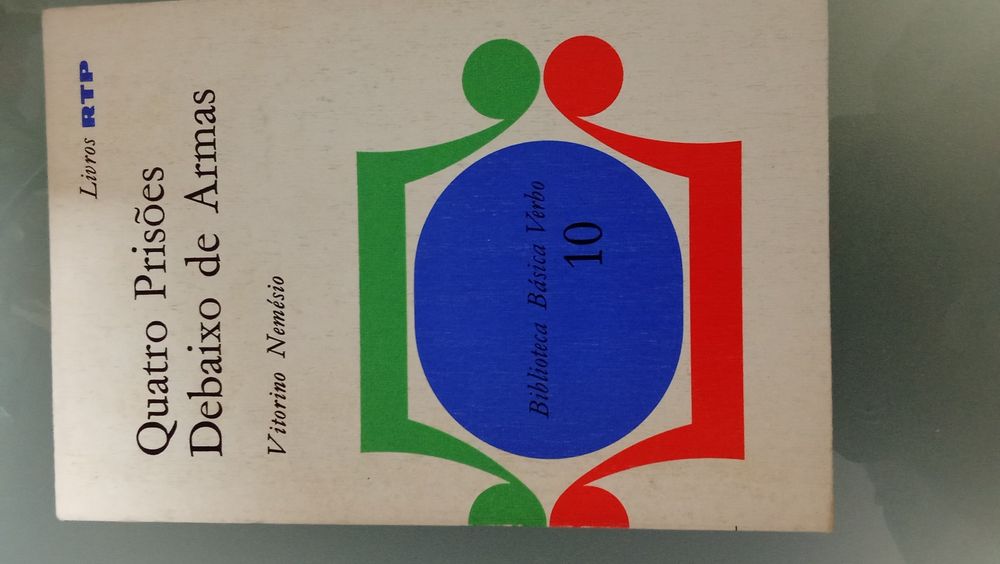 Livros RTP
Quatro Prisões
Debaixo de Armas
Vitorino Nemésio
Biblioteca Básica Verbo
10